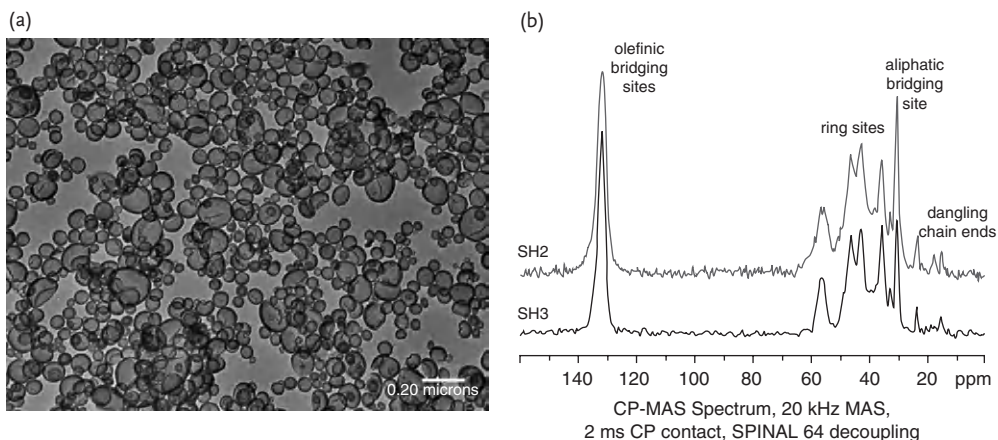 (a)
0.20 microns
(b)
olefinic
bridging
sites
aliphatic
bridging
site
ring sites
dangling
chain ends
SH2
SH3
140 120 100 80 60 40 20 ppm
CP-MAS Spectrum, 20 kHz MAS,
2 ms CP contact, SPINAL 64 decoupling